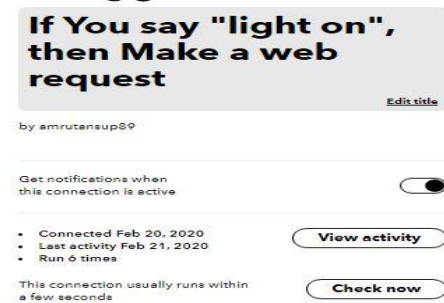 If You say "light on",
then Make a web
request
Edit title
by amrutansup89
Get notifications when
this connection is active
• Connected Feb 20, 2020
• Last activity Feb 21, 2020
• Run 6 times
View activity
This connection usually runs within
a few seconds
Check now